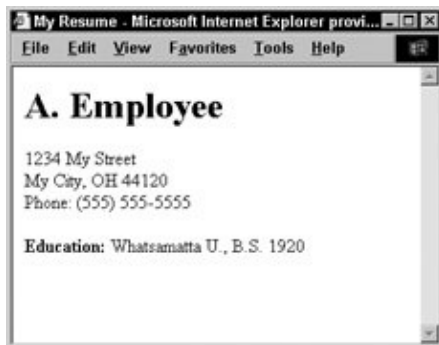 My Resume - Microsoft Internet Explorer provi...
File Edit View Favorites Tools Help
A. Employee
1234 My Street
My City, OH 44120
Phone: (555) 555-5555
Education: Whatsamatta U., B.S. 1920